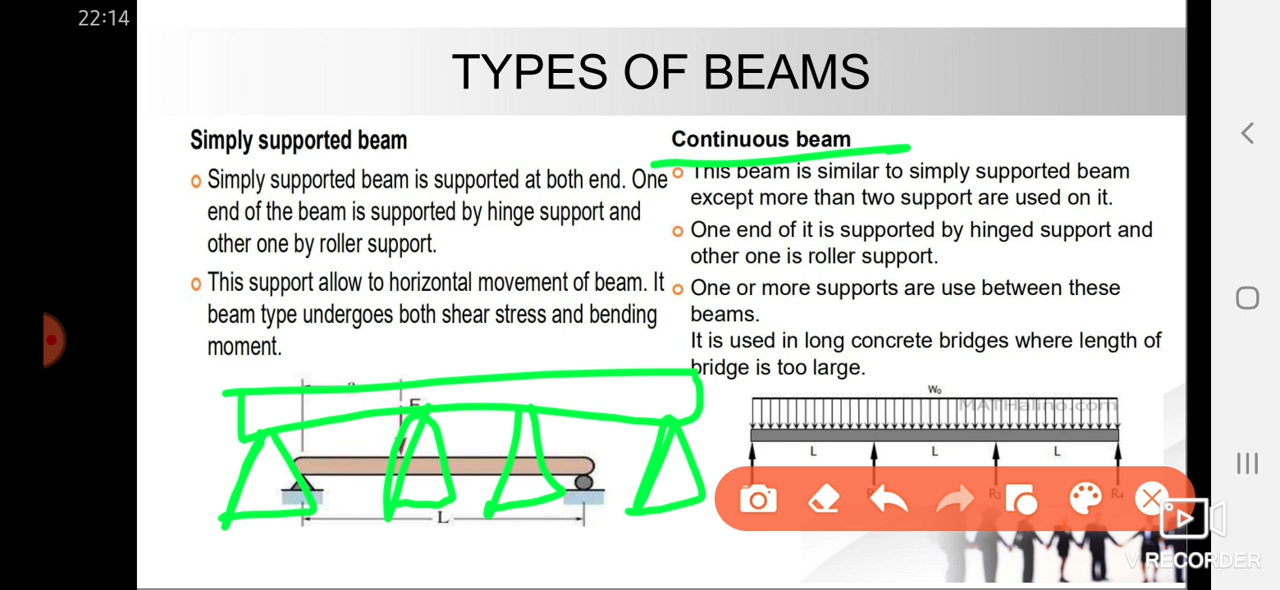 22:14
TYPES OF BEAMS
Simply supported beam
Simply supported beam is supported at both end. One
end of the beam is supported by hinge support and
other one by roller support.
This support allow to horizontal movement of beam. It
beam type undergoes both shear stress and bending
moment.
F
L
Continuous beam
This beam is similar to simply supported beam
except more than two support are used on it.
One end of it is supported by hinged support and
other one is roller support.
One or more supports are use between these
beams.
It is used in long concrete bridges where length of
bridge is too large.
Wo
MATHalino.com
L L L
R3 R4
V RECORDER